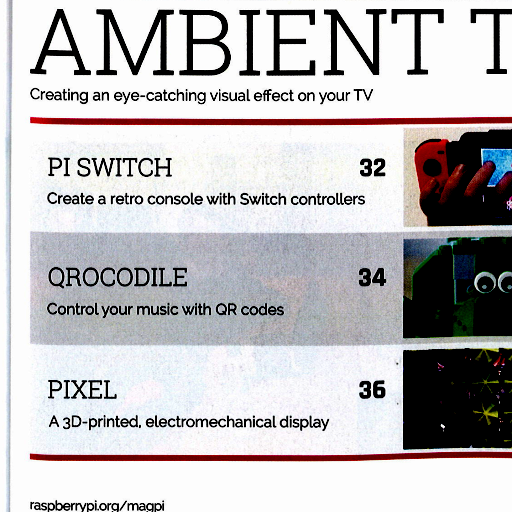 AMBIENT T
Creating an eye-catching visual effect on your TV
PI SWITCH 32
Create a retro console with Switch controllers
QROCODILE 34
Control your music with QR codes
PIXEL 36
A 3D-printed, electromechanical display
raspberrypi.org/magpi